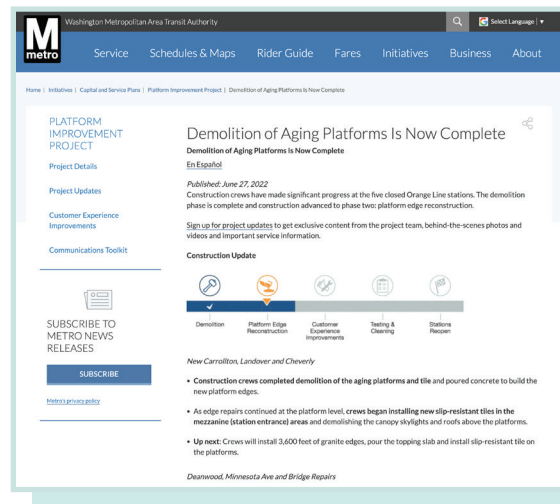 Washington Metropolitan Area Transit Authority
Select Language
M
metro
Service Schedules & Maps Rider Guide Fares Initiatives Business About
Home | Initiatives | Capital and Service Plans | Platform Improvement Project | Demolition of Aging Platforms Is Now Complete
PLATFORM
IMPROVEMENT
PROJECT
Project Details
Project Updates
Customer Experience
Improvements
Communications Toolkit
SUBSCRIBE TO
METRO NEWS
RELEASES
SUBSCRIBE
Metro's privacy policy
Demolition of Aging Platforms Is Now Complete
Demolition of Aging Platforms Is Now Complete
En Español
Published: June 27, 2022
Construction crews have made significant progress at the five closed Orange Line stations. The demolition
phase is complete and construction advanced to phase two: platform edge reconstruction.
Sign up for project updates to get exclusive content from the project team, behind-the-scenes photos and
videos and important service information.
Construction Update
Demolition
Platform Edge
Reconstruction
Customer
Experience
Improvements
Testing &
Cleaning
Stations
Reopen
New Carrollton, Landover and Cheverly
• Construction crews completed demolition of the aging platforms and tile and poured concrete to build the
new platform edges.
• As edge repairs continued at the platform level, crews began installing new slip-resistant tiles in the
mezzanine (station entrance) areas and demolishing the canopy skylights and roofs above the platforms.
• Up next: Crews will install 3,600 feet of granite edges, pour the topping slab and install slip-resistant tile on
the platforms.
Deanwood, Minnesota Ave and Bridge Repairs